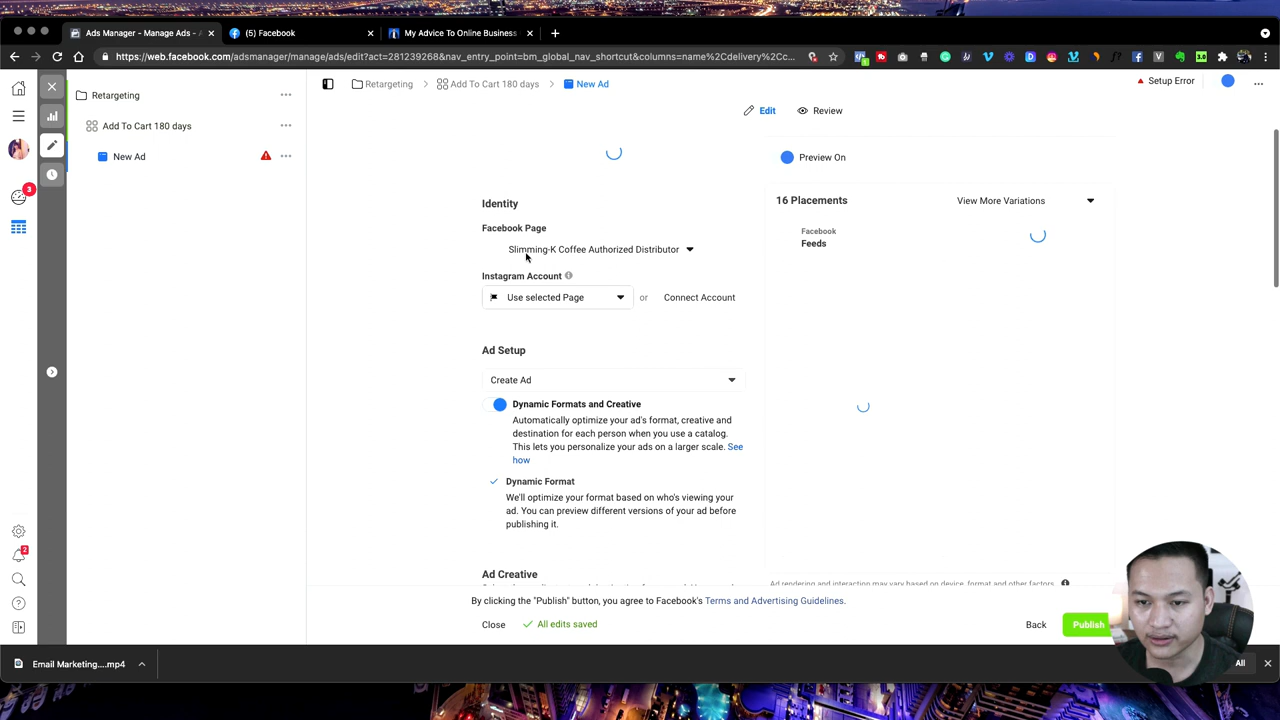 Ads Manager - Manage Ads - A
(5) Facebook
My Advice To Online Business
https://web.facebook.com/adsmanager/manage/ads/edit?act=281239268&nav_entry_point=bm_global_nav_shortcut&columns=name%2Cdelivery%2Cc...
Retargeting
Add To Cart 180 days
New Ad
Retargeting
Add To Cart 180 days
New Ad
Setup Error
Edit
Review
Preview On
Identity
Facebook Page
Slimming-K Coffee Authorized Distributor
Instagram Account
Use selected Page
or
Connect Account
16 Placements
View More Variations
Facebook
Feeds
3
Ad Setup
Create Ad
Dynamic Formats and Creative
Automatically optimize your ad's format, creative and
destination for each person when you use a catalog.
This lets you personalize your ads on a larger scale. See
how
Dynamic Format
We'll optimize your format based on who's viewing your
ad. You can preview different versions of your ad before
publishing it.
Ad Creative
Ad rendering and interaction may vary based on device, format and other factors.
2
By clicking the "Publish" button, you agree to Facebook's Terms and Advertising Guidelines.
Close
All edits saved
Back
Publish
Email Marketing....mp4
All